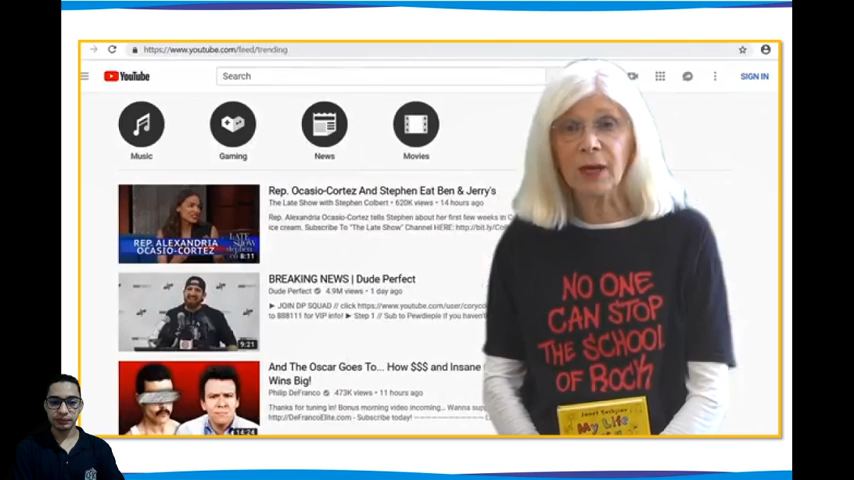 https://www.youtube.com/feed/trending
YouTube
Search
SIGN IN
Music
Gaming
News
Movies
Rep. Ocasio-Cortez And Stephen Eat Ben & Jerry's
The Late Show with Stephen Colbert • 620K views • 14 hours ago
Rep. Alexandria Ocasio-Cortez tells Stephen about her first few weeks in
ice cream. Subscribe To "The Late Show" Channel HERE: http://bit.ly/
REP. ALEXANDRIA
OCASIO-CORTEZ
LATE
SHOW
stephen
8:11
BREAKING NEWS | Dude Perfect
Dude Perfect • 4.9M views • 1 day ago
► JOIN DP SQUAD // click https://www.youtube.com/user/coryco
to 888111 for VIP info! ► Step 1 // Sub to Pewdiepie if you haven't
9:21
And The Oscar Goes To... How $$$ and Insane
Wins Big!
Philip DeFranco • 473K views • 11 hours ago
Thanks for tuning in! Bonus morning video incoming... Wanna
http://DeFrancoElite.com - Subscribe today!
14:24
NO ONE
CAN STOP
THE SCHOOL
OF ROCK
Janet Tashjian
My Life